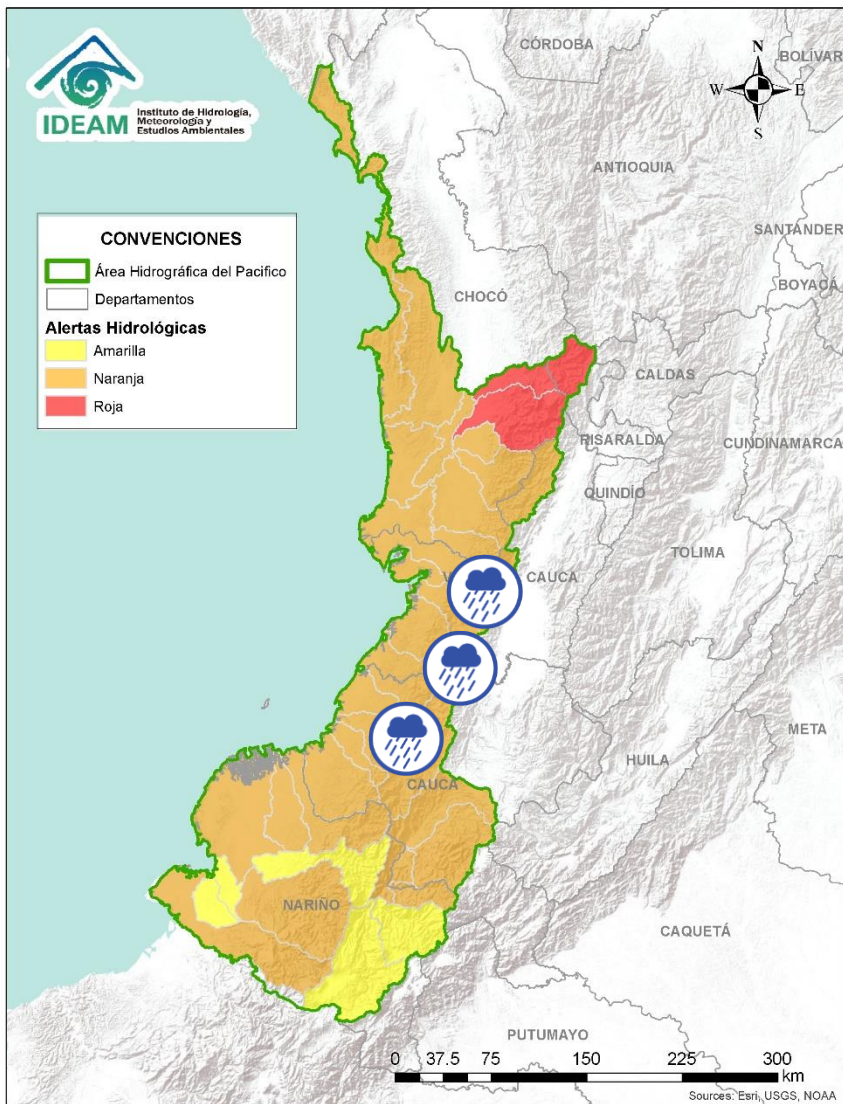 IDEAM
Instituto de Hidrología,
Meteorología y
Estudios Ambientales
N
W
E
S
CÓRDOBA
BOLÍVAR
ANTIOQUIA
SANTANDER
BOYACÁ
CONVENCIONES
Área Hidrográfica del Pacifico
Departamentos
Alertas Hidrológicas
Amarilla
Naranja
Roja
CHOCÓ
CALDAS
RISARALDA
CUNDINAMARCA
QUINDÍO
TOLIMA
CAUCA
META
HUILA
CAUCA
NARIÑO
CAQUETÁ
PUTUMAYO
0 37.5 75 150 225 300
km
Sources: Esri, USGS, NOAA